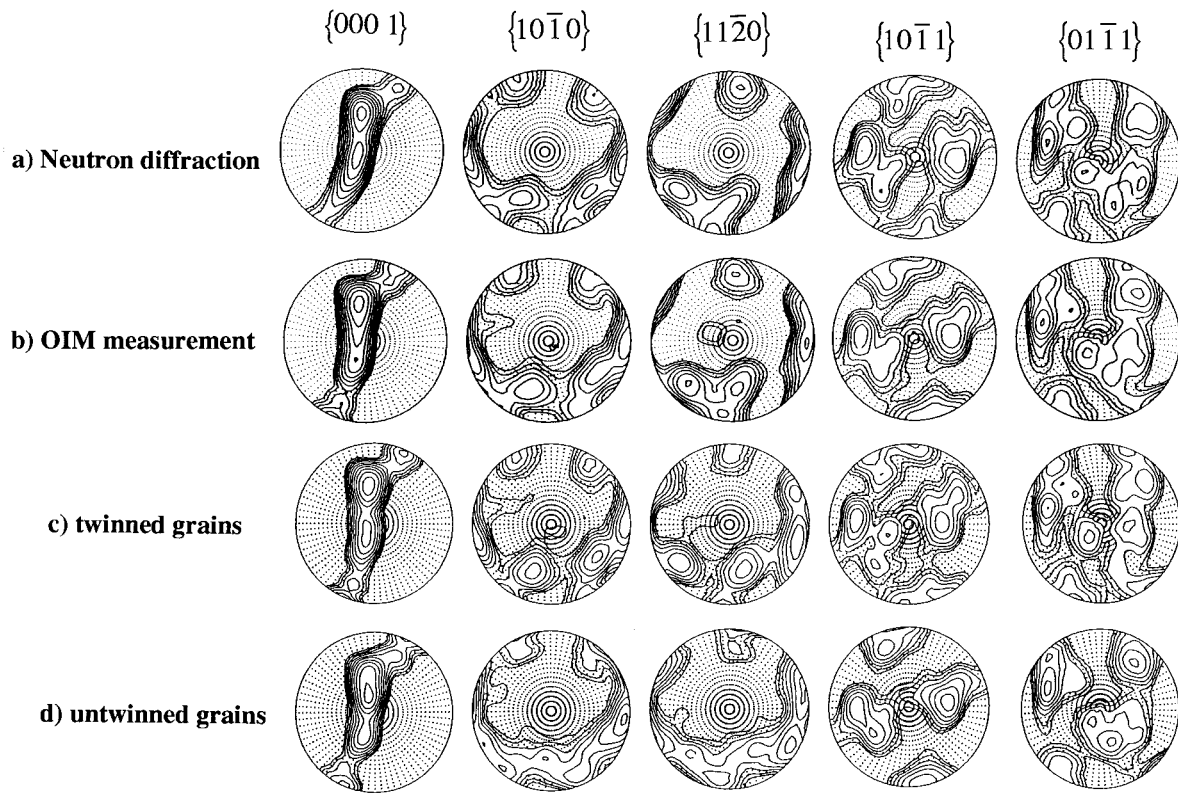 {000 1} {101̅0} {112̅0} {101̅ 1} {011̅ 1}
a) Neutron diffraction
b) OIM measurement
c) twinned grains
d) untwinned grains